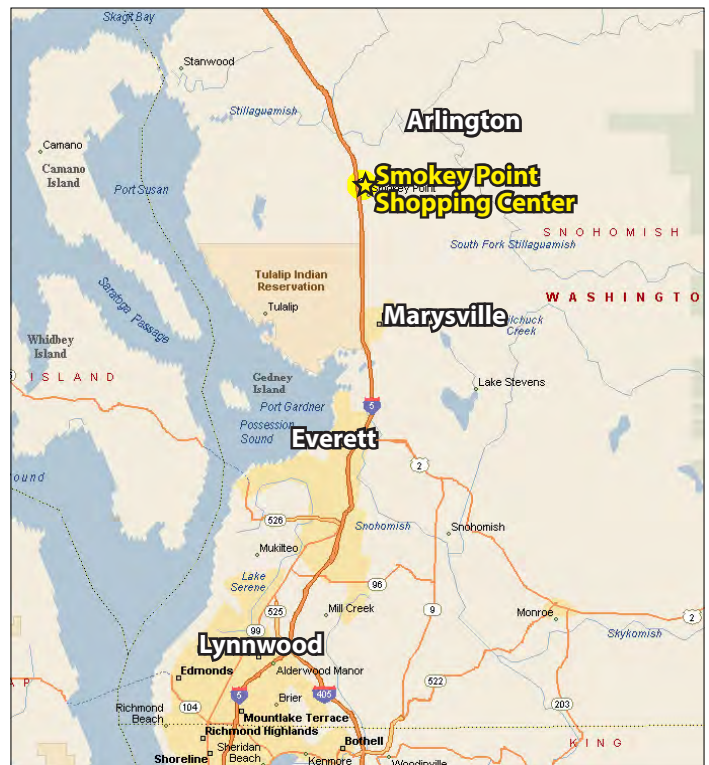 Skagit Bay
Stanwood
Stillaguamish
Arlington
Camano
Camano
Island
Port Susan
Smokey Point
Smokey Point
Shopping Center
SNOHOMISH
South Fork Stillaguamish
Tulalip Indian
Reservation
Tulalip
WASHINGTO
Saratoga Passage
Marysville
Creek
Whidbey
Island
ISLAND
Gedney
Island
Lake Stevens
Port Gardner
5
Possession
Sound
Everett
2
ound
526
Snohomish
Snohomish
Mukilteo
Lake
Serene
96
525
Mill Creek
9
Monroe
2
99
Skykomish
Lynnwood
Edmonds
Alderwood Manor
AP
522
5
405
Brier
203
104
Richmond
Beach
Mountlake Terrace
Richmond Highlands
KING
Bothell
Sheridan
Beach
Shoreline
Kenmore
Woodinville